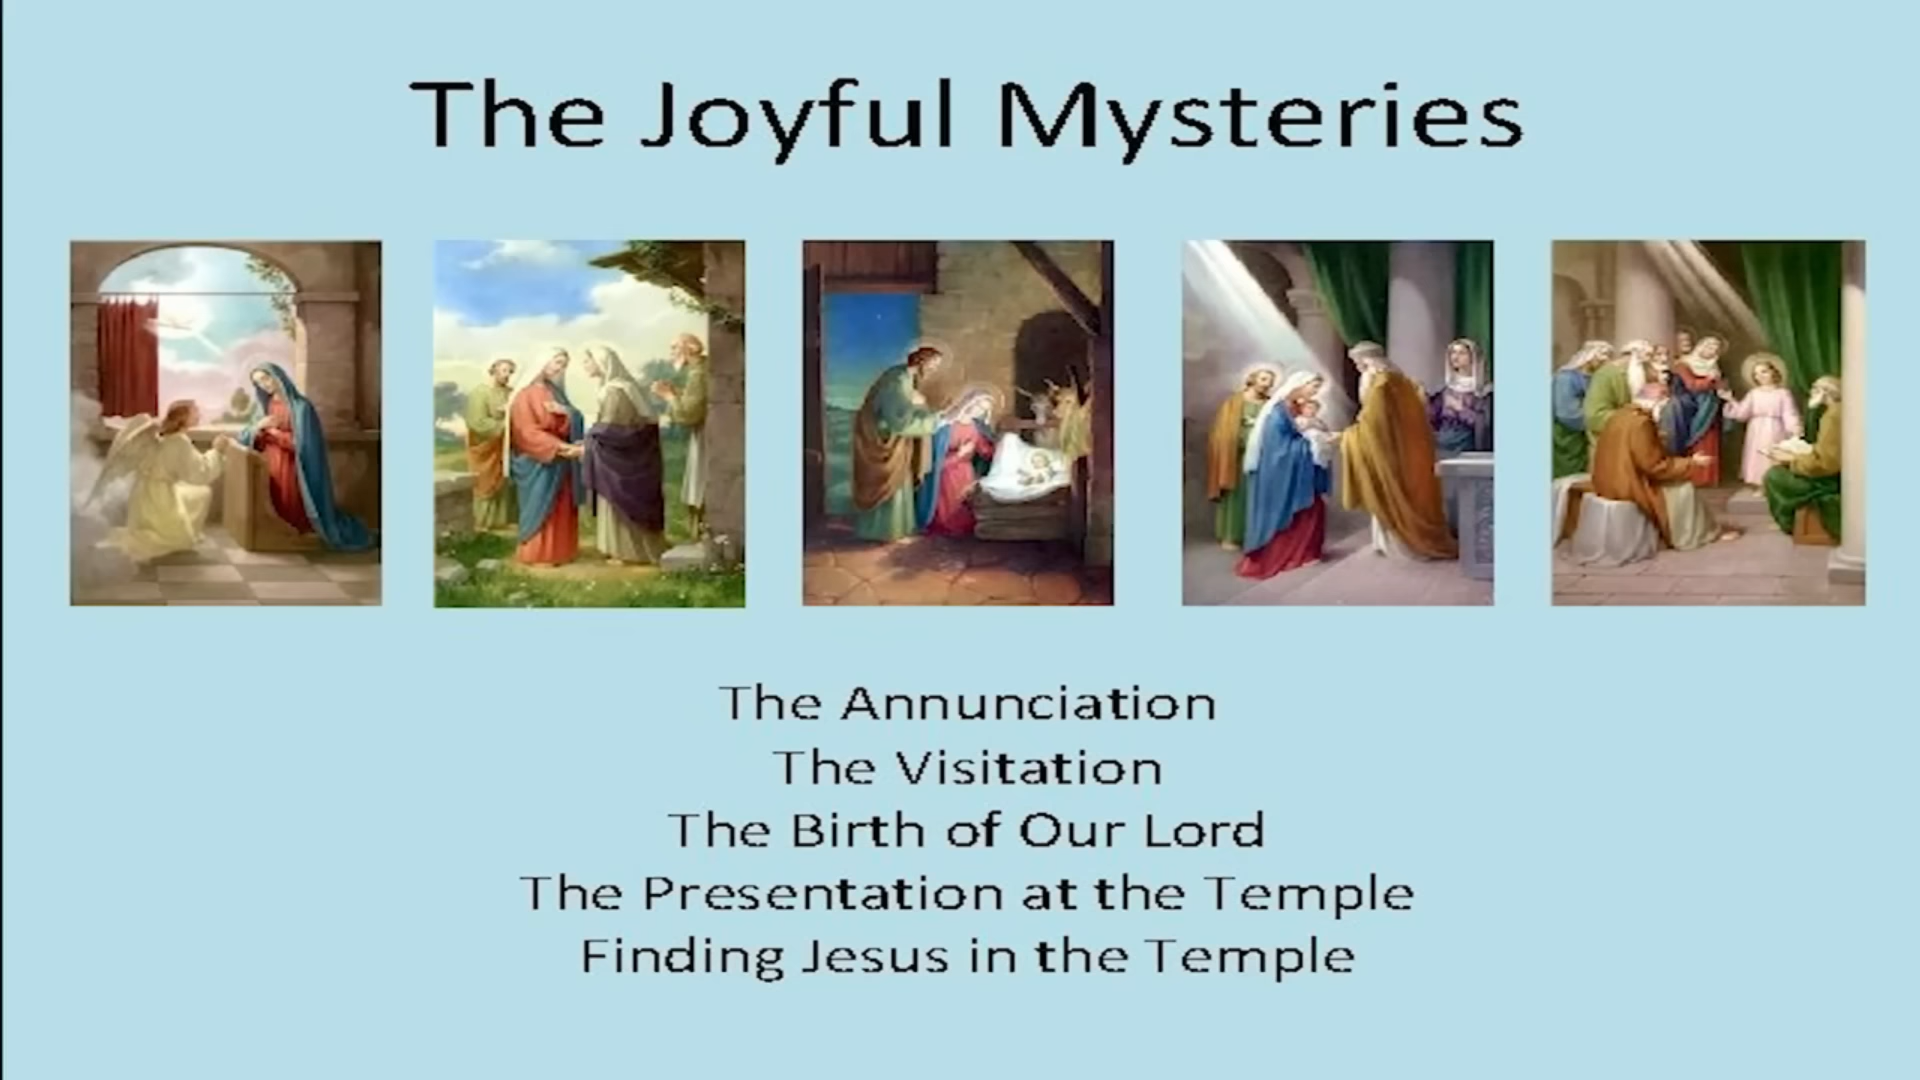 The Joyful Mysteries
The Annunciation
The Visitation
The Birth of Our Lord
The Presentation at the Temple
Finding Jesus in the Temple